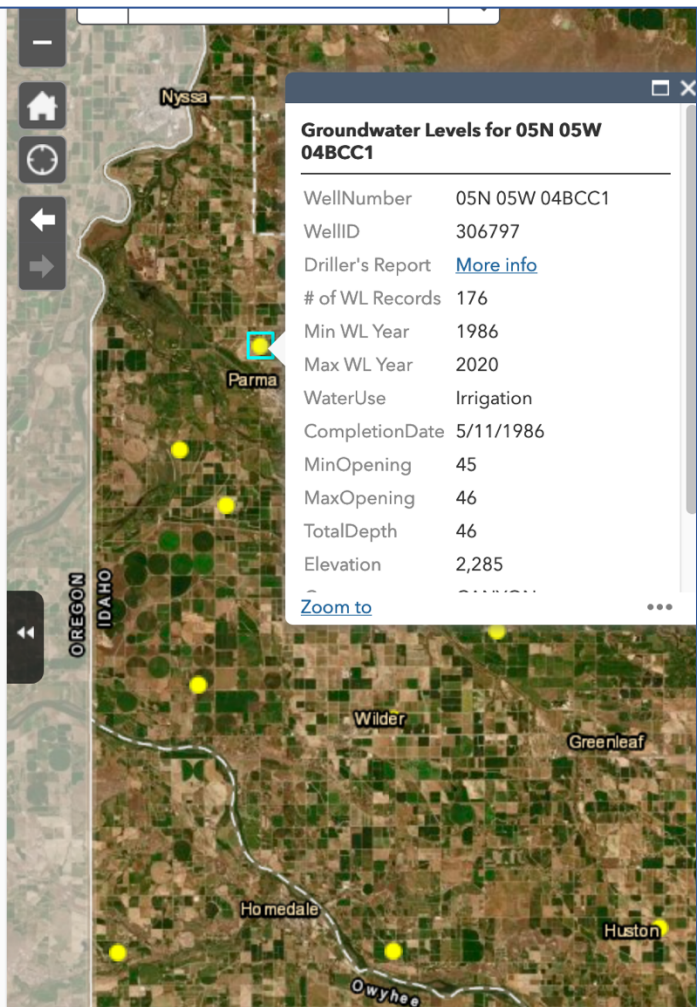 Nyssa
Groundwater Levels for 05N 05W
04BCC1
WellNumber 05N 05W 04BCC1
WellID 306797
Driller's Report More info
# of WL Records 176
Min WL Year 1986
Max WL Year 2020
Parma
WaterUse Irrigation
CompletionDate 5/11/1986
MinOpening 45
MaxOpening 46
TotalDepth 46
Elevation 2,285
OREGON
IDAHO
Zoom to
Wilder
Greenleaf
Homedale
Huston
Owyhee